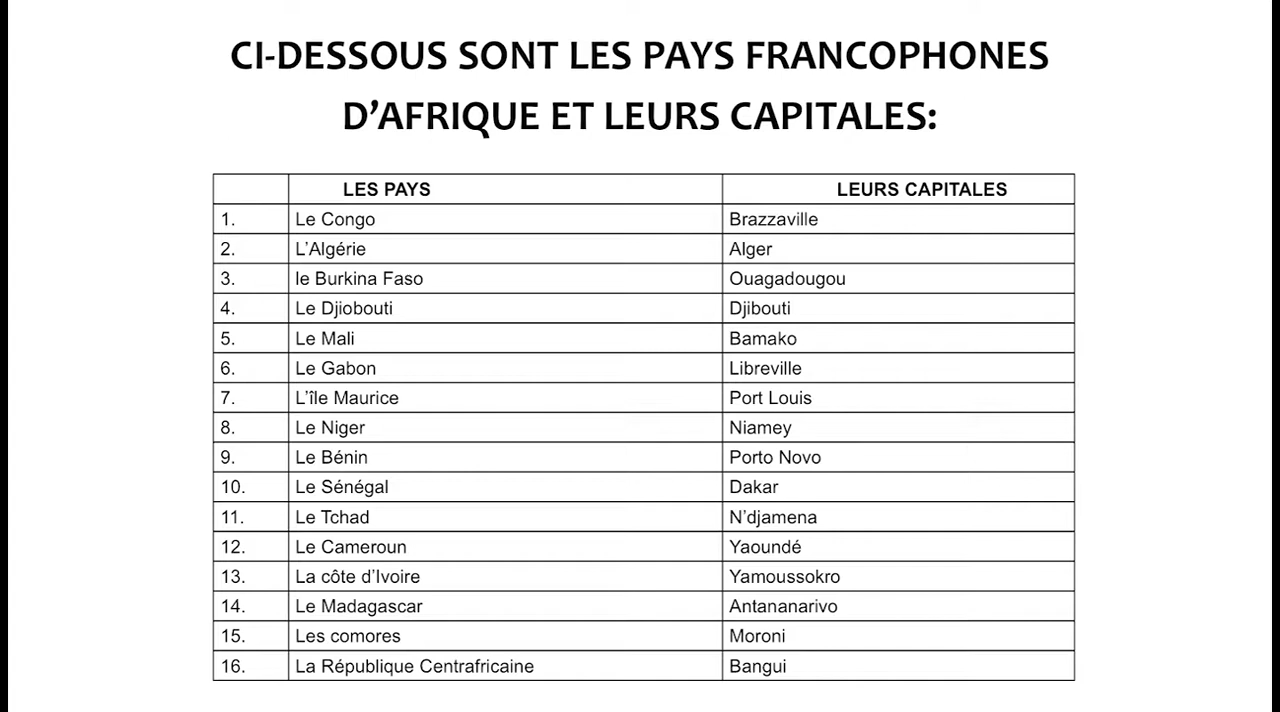 CI-DESSOUS SONT LES PAYS FRANCOPHONES
D’AFRIQUE ET LEURS CAPITALES:
LES PAYS LEURS CAPITALES
1. Le Congo Brazzaville
2. L’Algérie Alger
3. le Burkina Faso Ouagadougou
4. Le Djiobouti Djibouti
5. Le Mali Bamako
6. Le Gabon Libreville
7. L’île Maurice Port Louis
8. Le Niger Niamey
9. Le Bénin Porto Novo
10. Le Sénégal Dakar
11. Le Tchad N’djamena
12. Le Cameroun Yaoundé
13. La côte d’Ivoire Yamoussokro
14. Le Madagascar Antananarivo
15. Les comores Moroni
16. La République Centrafricaine Bangui